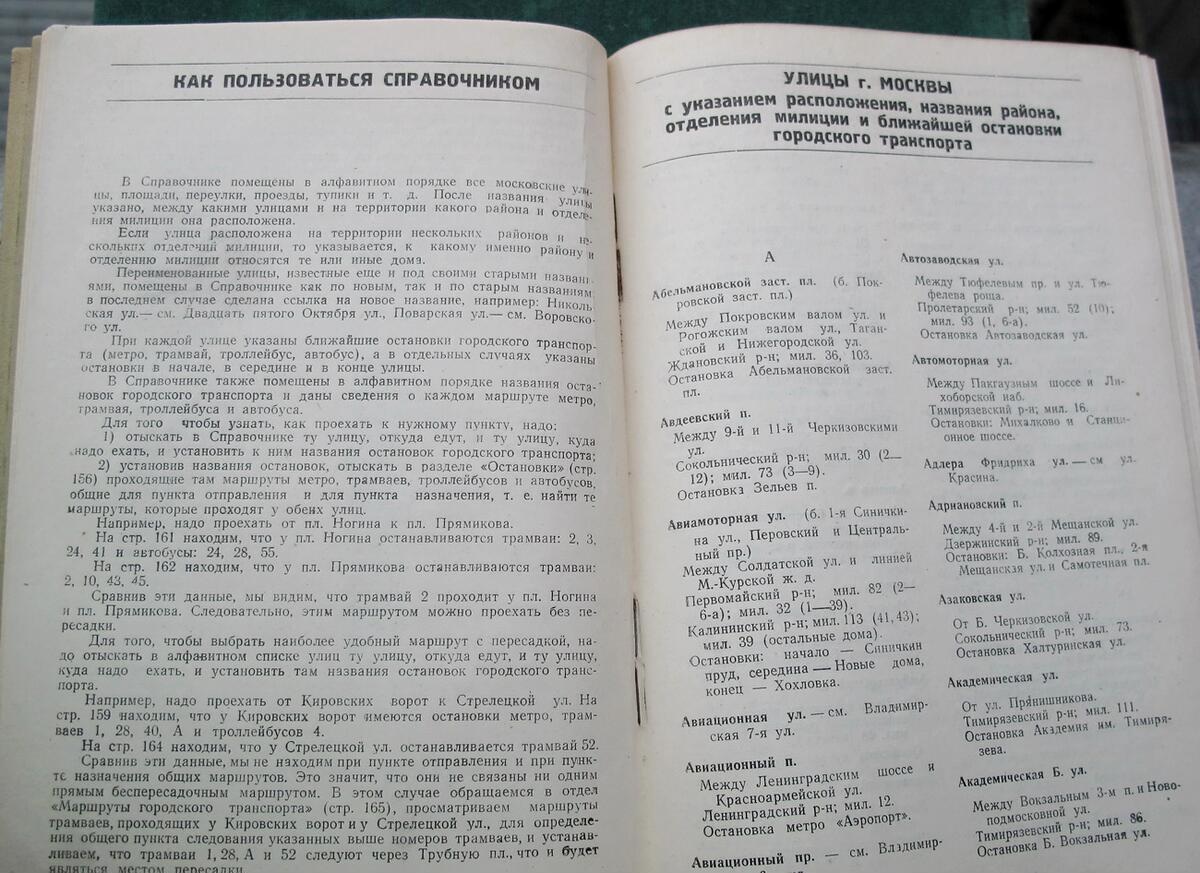 КАК ПОЛЬЗОВАТЬСЯ СПРАВОЧНИКОМ
В Справочнике помещены в алфавитном порядке все московские ули-
цы, площади, переулки, проезды, тупики и т. д. После названия улицы
указано, между какими улицами и на территории какого района и отделе-
ния милиции она расположена.
Если улица расположена на территории нескольких районов и не-
скольких отделений милиции, то указывается, к какому именно району и
отделению милиции относятся те или иные дома.
Переименованные улицы, известные еще и под своими старыми названи-
ями, помещены в Справочнике как по новым, так и по старым названиям;
в последнем случае сделана ссылка на новое название, например: Николь
ская ул.— см. Двадцать пятого Октября ул., Поварская ул.— см. Воровско-
го ул.
При каждой улице указаны ближайшие остановки городского транспор-
та (метро, трамвай, троллейбус, автобус), а в отдельных случаях указаны
остановки в начале, в середине и в конце улицы.
В Справочнике также помещены в алфавитном порядке названия оста-
новок городского транспорта и даны сведения о каждом маршруте метро,
трамвая, троллейбуса и автобуса.
Для того чтобы узнать, как проехать к нужному пункту, надо:
1) отыскать в Справочнике ту улицу, откуда едут, и ту улицу, куда
надо ехать, и установить к ним названия остановок городского транспорта;
2) установив названия остановок, отыскать в разделе «Остановки» (стр.
156) проходящие там маршруты метро, трамваев, троллейбусов и автобусов,
общие для пункта отправления и для пункта назначения, т. е. найти те
маршруты, которые проходят у обеих улиц.
Например, надо проехать от пл. Ногина к пл. Прямикова.
На стр. 161 находим, что у пл. Ногина останавливаются трамваи: 2, 3,
24, 41 и автобусы: 24, 28, 55.
На стр. 162 находим, что у пл. Прямикова останавливаются трамваи:
2, 10, 43, 45.
Сравнив эти данные, мы видим, что трамвай 2 проходит у пл. Ногина
и пл. Прямикова. Следовательно, этим маршрутом можно проехать без пе-
ресадки.
Для того, чтобы выбрать наиболее удобный маршрут с пересадкой, на-
до отыскать в алфавитном списке улиц ту улицу, откуда едут, и ту улицу,
куда надо ехать, и установить там названия остановок городского транс-
порта.
Например, надо проехать от Кировских ворот к Стрелецкой ул. На
стр. 159 находим, что у Кировских ворот имеются остановки метро, трам-
ваев 1, 28, 40, А и троллейбусов 4.
На стр. 164 находим, что у Стрелецкой ул. останавливается трамвай 52.
Сравнив эти данные, мы не находим при пункте отправления и при пунк-
те назначения общих маршрутов. Это значит, что они не связаны ни одним
прямым беспересадочным маршрутом. В этом случае обращаемся в отдел
«Маршруты городского транспорта» (стр. 165), просматриваем маршруты
трамваев, проходящих у Кировских ворот и у Стрелецкой ул., для определе-
ния общего пункта следования указанных выше номеров трамваев, и устанав-
ливаем, что трамваи 1, 28, А и 52 следуют через Трубную пл., что и будет
являться местом пересадки.
УЛИЦЫ г. МОСКВЫ
с указанием расположения, названия района,
отделения милиции и ближайшей остановки
городского транспорта
А
Абельмановской заст. пл. (б. Пок-
ровской заст. пл.)
Между Покровским валом ул. и
Рогожским валом ул., Таган-
ской и Нижегородской ул.
Ждановский р-н; мил. 36, 103.
Остановка Абельмановской заст.
пл.
Авдеевский п.
Между 9-й и 11-й Черкизовскими
ул.
Сокольнический р-н; мил. 30 (2—
12); мил. 73 (3—9).
Остановка Зельев п.
Авиамоторная ул. (б. 1-я Синички-
на ул., Перовский и Централь-
ный пр.)
Между Солдатской ул. и линией
М.-Курской ж. д.
Первомайский р-н; мил. 82 (2—
6-а); мил. 32 (1—39).
Калининский р-н; мил. 113 (41, 43);
мил. 39 (остальные дома).
Остановки: начало — Синичкин
пруд, середина — Новые дома,
конец — Хохловка.
Авиационная ул. — см. Владимир-
ская 7-я ул.
Авиационный п.
Между Ленинградским шоссе и
Красноармейской ул.
Ленинградский р-н; мил. 12.
Остановка метро «Аэропорт».
Авиационный пр. — см. Владимир-
Автозаводская ул.
Между Тюфелевым пр. и ул. Тю-
фелева роща.
Пролетарский р-н; мил. 52 (10);
мил. 93 (1, 6-а).
Остановка Автозаводская ул.
Автомоторная ул.
Между Пакгаузным шоссе и Ли-
хоборской наб.
Тимирязевский р-н; мил. 16.
Остановки: Михалково и Станци-
онное шоссе.
Адлера Фридриха ул. — см ул.
Красина.
Адриановский п.
Между 4-й и 2-й Мещанской ул.
Дзержинский р-н; мил. 89.
Остановки: Б. Колхозная пл., 2-я
Мещанская ул. и Самотечная пл.
Азаковская ул.
От Б. Черкизовской ул.
Сокольнический р-н; мил. 73.
Остановка Халтуринская ул.
Академическая ул.
От ул. Прянишникова.
Тимирязевский р-н; мил. 111.
Остановка Академия им. Тимиря-
зева.
Академическая Б. ул.
Между Вокзальным 3-м п. и Ново-
подмосковной ул.
Тимирязевский р-н; мил. 86.
Остановка Б. Вокзальная ул.